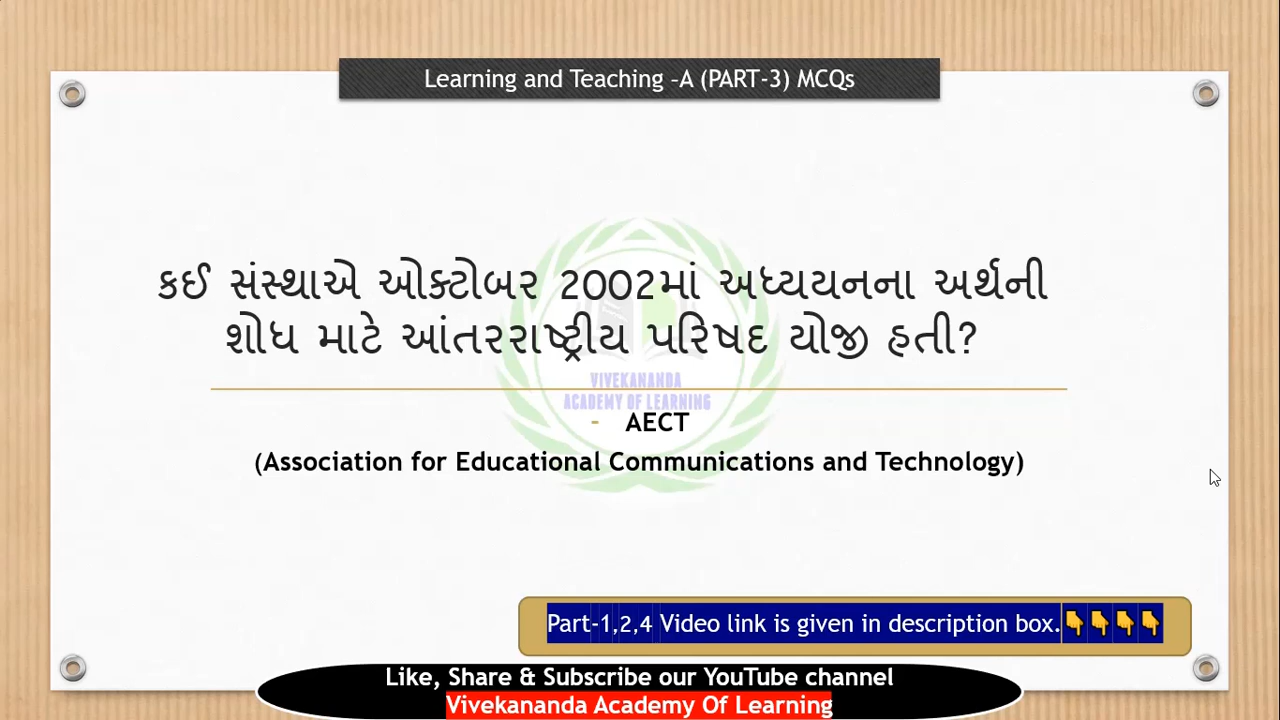 Learning and Teaching –A (PART-3) MCQs
કઈ સંસ્થાએ ઓક્ટોબર 2002માં અધ્યયનના અર્થની
શોધ માટે આંતરરાષ્ટ્રીય પરિષદ યોજી હતી?
VIVEKANANDA
ACADEMY OF LEARNING
- AECT
(Association for Educational Communications and Technology)
Part-1,2,4 Video link is given in description box.👇👇👇👇
Like, Share & Subscribe our YouTube channel
Vivekananda Academy Of Learning